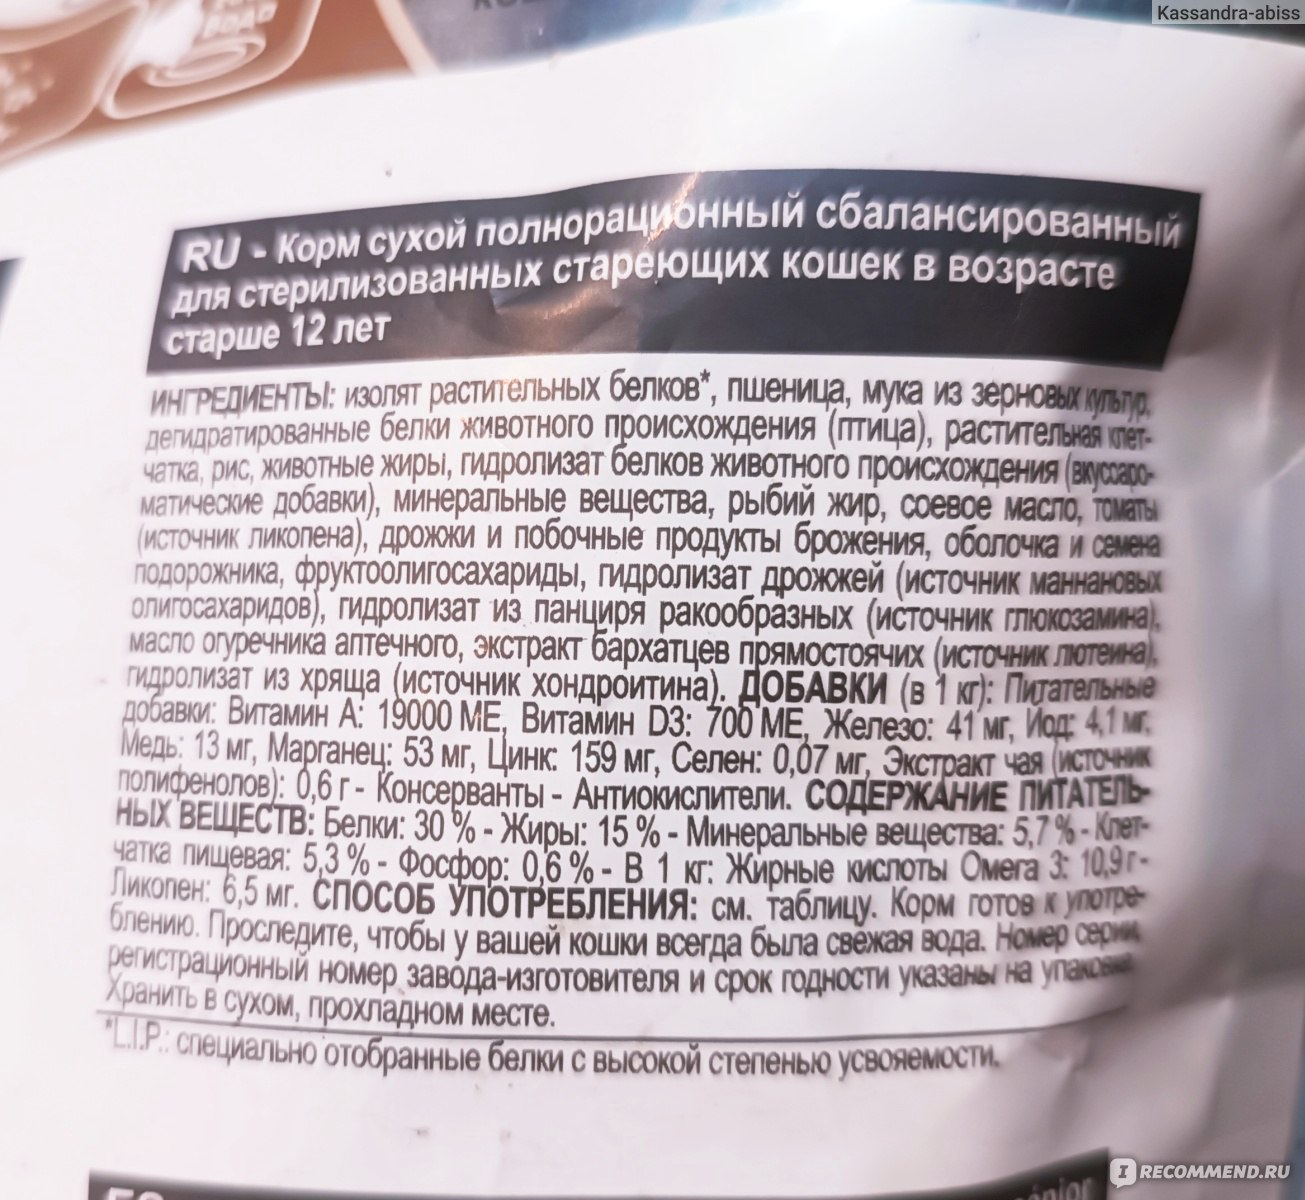 Kassandra-abiss
RU - Корм сухой полнорационный сбалансированный
для стерилизованных стареющих кошек в возрасте
старше 12 лет
ИНГРЕДИЕНТЫ: изолят растительных белков*, пшеница, мука из зерновых культур,
дегидратированные белки животного происхождения (птица), растительная клет-
чатка, рис, животные жиры, гидролизат белков животного происхождения (вкусоаро-
матические добавки), минеральные вещества, рыбий жир, соевое масло, томаты
(источник ликопена), дрожжи и побочные продукты брожения, оболочка и семена
подорожника, фруктоолигосахариды, гидролизат дрожжей (источник маннановых
олигосахаридов), гидролизат из панциря ракообразных (источник глюкозамина),
масло огуречника аптечного, экстракт бархатцев прямостоячих (источник лютеина),
гидролизат из хряща (источник хондроитина). ДОБАВКИ (в 1 кг): Питательные
добавки: Витамин A: 19000 ME, Витамин D3: 700 ME, Железо: 41 мг, Йод: 4,1 мг,
Медь: 13 мг, Марганец: 53 мг, Цинк: 159 мг, Селен: 0,07 мг, Экстракт чая (источник
полифенолов): 0,6 г - Консерванты - Антиокислители. СОДЕРЖАНИЕ ПИТАТЕЛЬ-
НЫХ ВЕЩЕСТВ: Белки: 30 % - Жиры: 15 % - Минеральные вещества: 5,7 % - Клет-
чатка пищевая: 5,3 % - Фосфор: 0,6 % - В 1 кг: Жирные кислоты Омега 3: 10,9 г -
Ликопен: 6,5 мг. СПОСОБ УПОТРЕБЛЕНИЯ: см. таблицу. Корм готов к употре-
блению. Проследите, чтобы у вашей кошки всегда была свежая вода. Номер серии,
регистрационный номер завода-изготовителя и срок годности указаны на упаковке.
Хранить в сухом, прохладном месте.
*L.I.P.: специально отобранные белки с высокой степенью усвояемости.
IRECOMMEND.RU